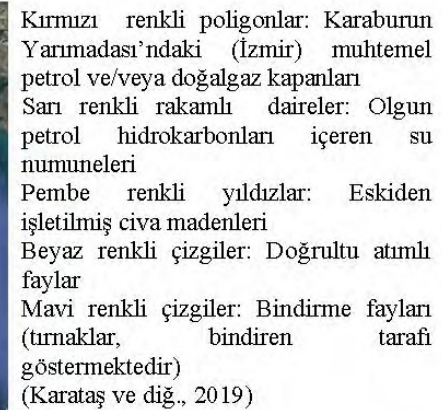 Kırmızı renkli poligonlar: Karaburun
Yarımadası’ndaki (İzmir) muhtemel
petrol ve/veya doğalgaz kapanları
Sarı renkli rakamlı daireler: Olgun
petrol hidrokarbonları içeren su
numuneleri
Pembe renkli yıldızlar: Eskiden
işletilmiş civa madenleri
Beyaz renkli çizgiler: Doğrultu atımlı
faylar
Mavi renkli çizgiler: Bindirme fayları
(tırnaklar, bindiren tarafı
göstermektedir)
(Karataş ve diğ., 2019)